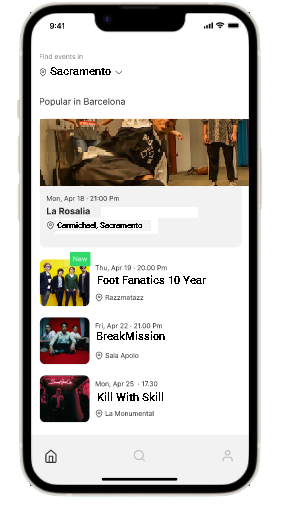 9:41
Find events in
Sacramento
Popular in Barcelona
Mon, Apr 18 · 21:00 Pm
La Rosalia
Carmichael, Sacramento
New
Thu, Apr 19 · 20.00 Pm
Foot Fanatics 10 Year
Razzmatazz
Fri, Apr 22 · 21.00 Pm
BreakMission
Sala Apolo
Mon, Apr 25 · 17.30
Kill With Skill
La Monumental